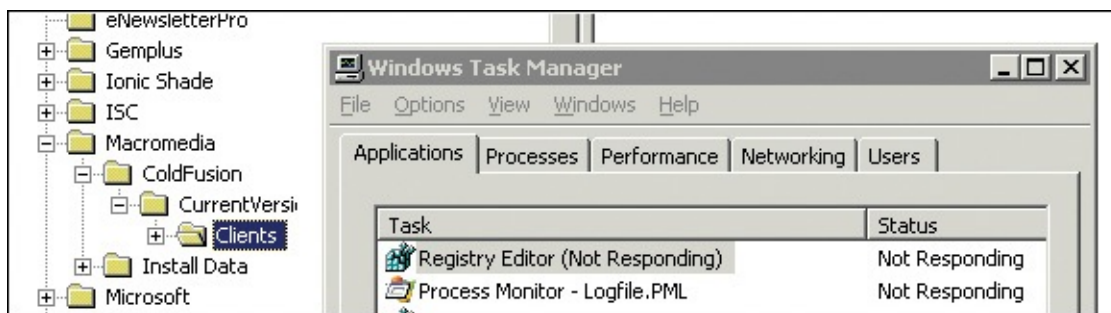 eNewsletterPro
Gemplus
Ionic Shade
ISC
Macromedia
ColdFusion
CurrentVersi
Clients
Install Data
Microsoft
Windows Task Manager
File Options View Windows Help
Applications Processes Performance Networking Users
Task Status
Registry Editor (Not Responding) Not Responding
Process Monitor - Logfile.PML Not Responding